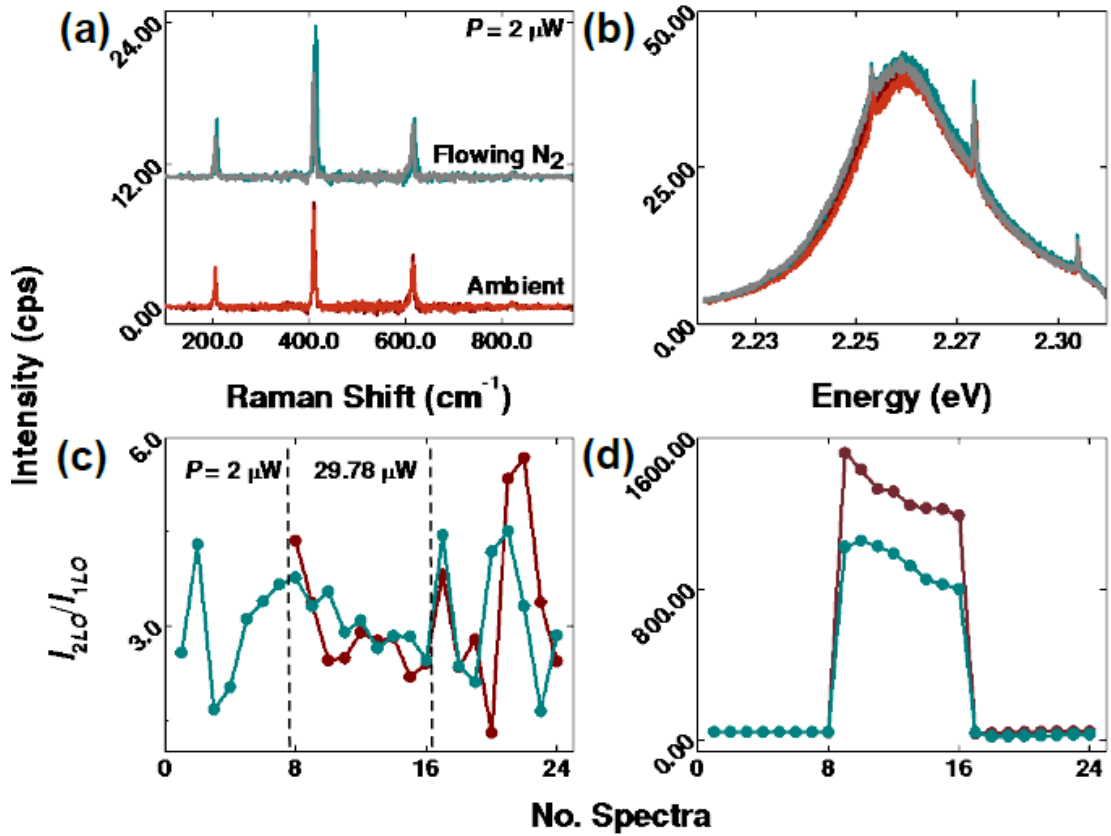 (a)
P = 2 μW
24.00
12.00
0.00
Flowing N2
Ambient
200.0 400.0 600.0 800.0
Raman Shift (cm-1)
(b)
50.00
25.00
0.00
2.23 2.25 2.27 2.30
Energy (eV)
Intensity (cps)
(c)
P = 2 μW 29.78 μW
6.0
3.0
I2LO/I1LO
0 8 16 24
(d)
1600.00
800.00
0.00
0 8 16 24
No. Spectra